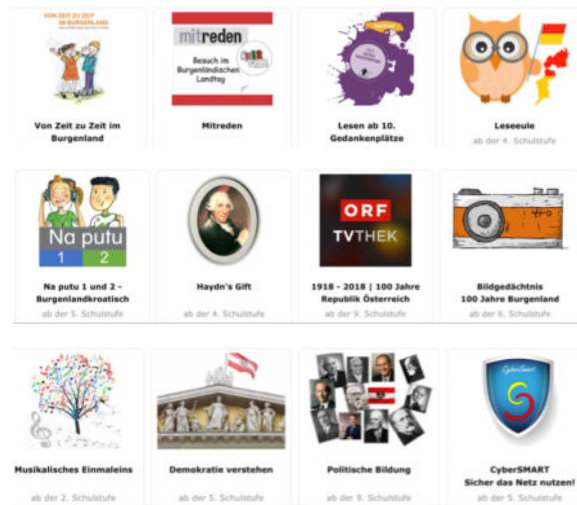 VON ZEIT ZU ZEIT
IM BURGENLAND
Von Zeit zu Zeit im
Burgenland
mitreden
Besuch im
Burgenländischen
Landtag
Mitreden
Lesen ab 10.
Gedankenplätze
Leseeule
ab der 4. Schulstufe
Na putu
1 2
Na putu 1 und 2 -
Burgenlandkroatisch
ab der 5. Schulstufe
Haydn's Gift
ab der 4. Schulstufe
ORF
TVTHEK
1918 - 2018 | 100 Jahre
Republik Österreich
ab der 9. Schulstufe
Bildgedächtnis
100 Jahre Burgenland
ab der 6. Schulstufe
Musikalisches Einmaleins
ab der 2. Schulstufe
Demokratie verstehen
ab der 5. Schulstufe
Politische Bildung
ab der 9. Schulstufe
CyberSmart
CyberSMART
Sicher das Netz nutzen!
ab der 5. Schulstufe